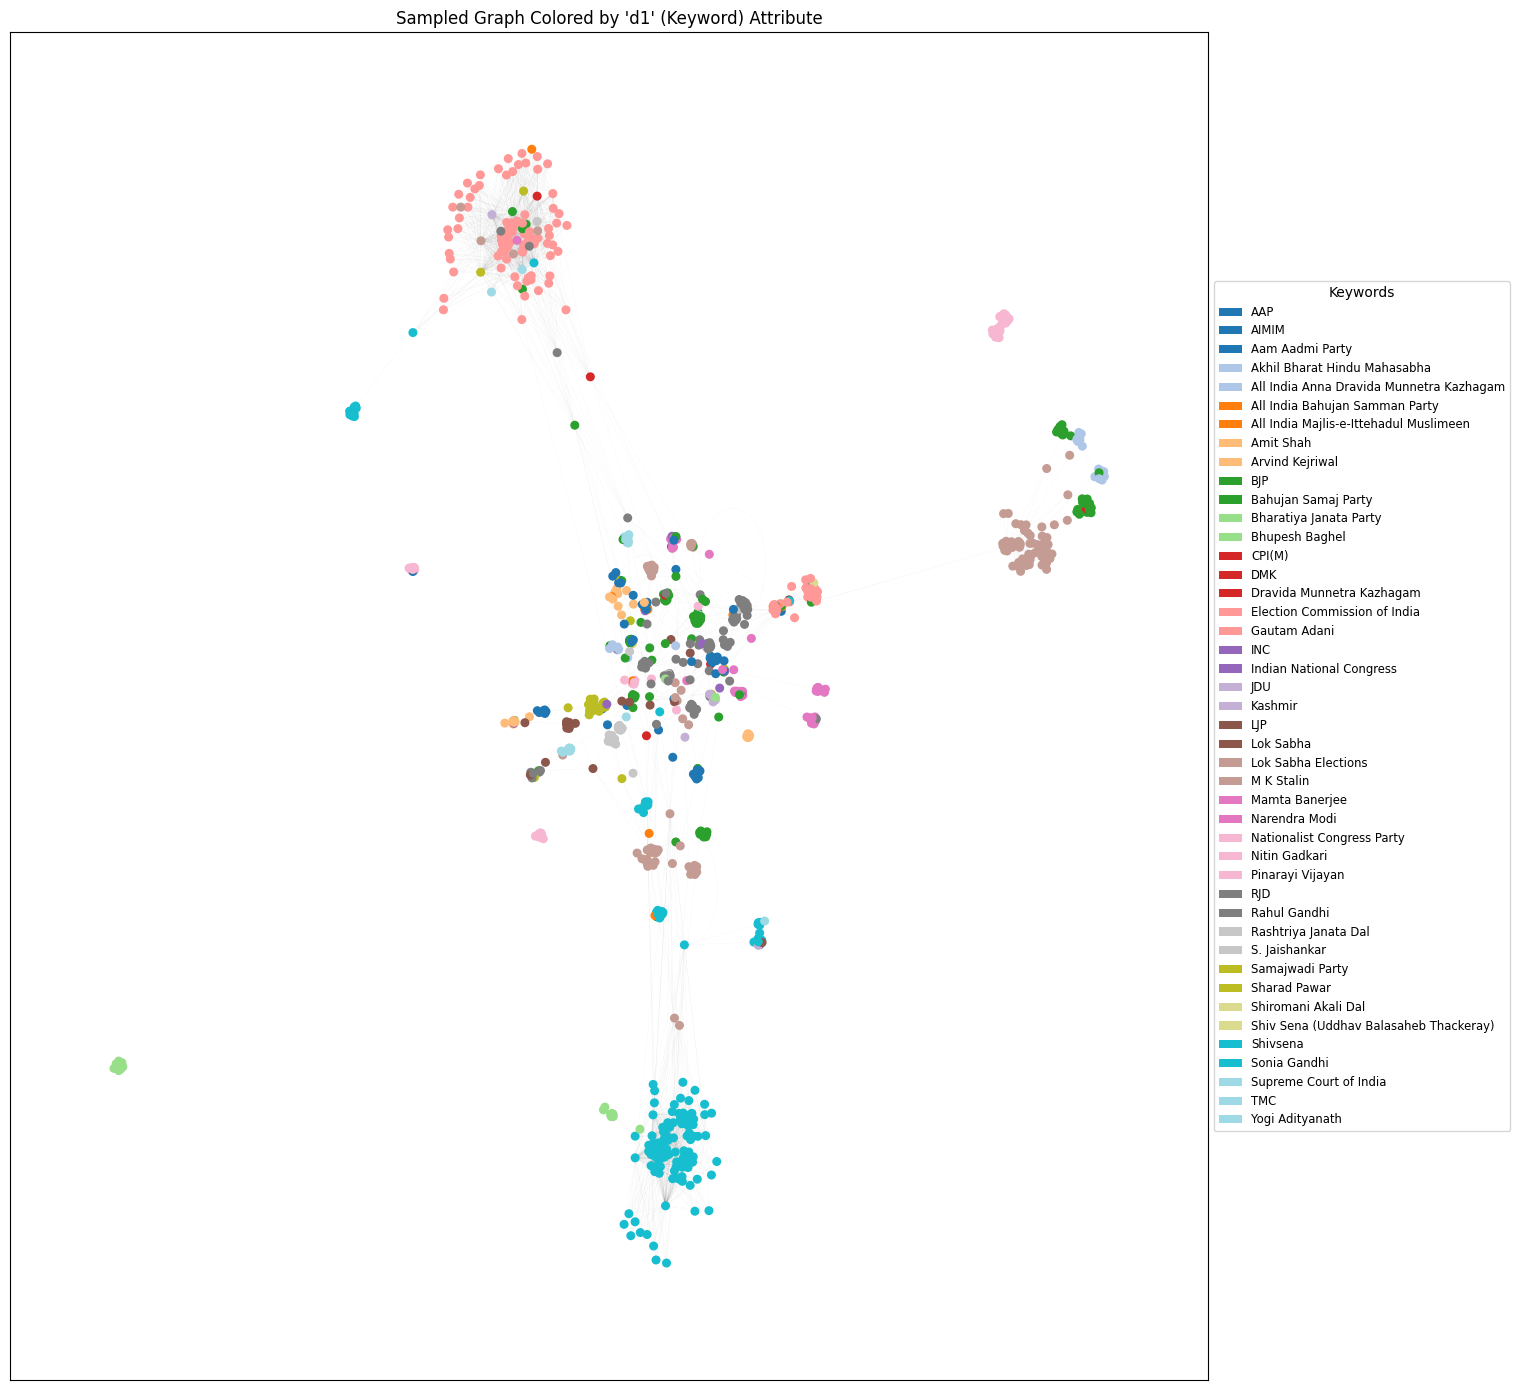 Sampled Graph Colored by 'd1' (Keyword) Attribute
Keywords
AAP
AIMIM
Aam Aadmi Party
Akhil Bharat Hindu Mahasabha
All India Anna Dravida Munnetra Kazhagam
All India Bahujan Samman Party
All India Majlis-e-Ittehadul Muslimeen
Amit Shah
Arvind Kejriwal
BJP
Bahujan Samaj Party
Bharatiya Janata Party
Bhupesh Baghel
CPI(M)
DMK
Dravida Munnetra Kazhagam
Election Commission of India
Gautam Adani
INC
Indian National Congress
JDU
Kashmir
LJP
Lok Sabha
Lok Sabha Elections
M K Stalin
Mamta Banerjee
Narendra Modi
Nationalist Congress Party
Nitin Gadkari
Pinarayi Vijayan
RJD
Rahul Gandhi
Rashtriya Janata Dal
S. Jaishankar
Samajwadi Party
Sharad Pawar
Shiromani Akali Dal
Shiv Sena (Uddhav Balasaheb Thackeray)
Shivsena
Sonia Gandhi
Supreme Court of India
TMC
Yogi Adityanath